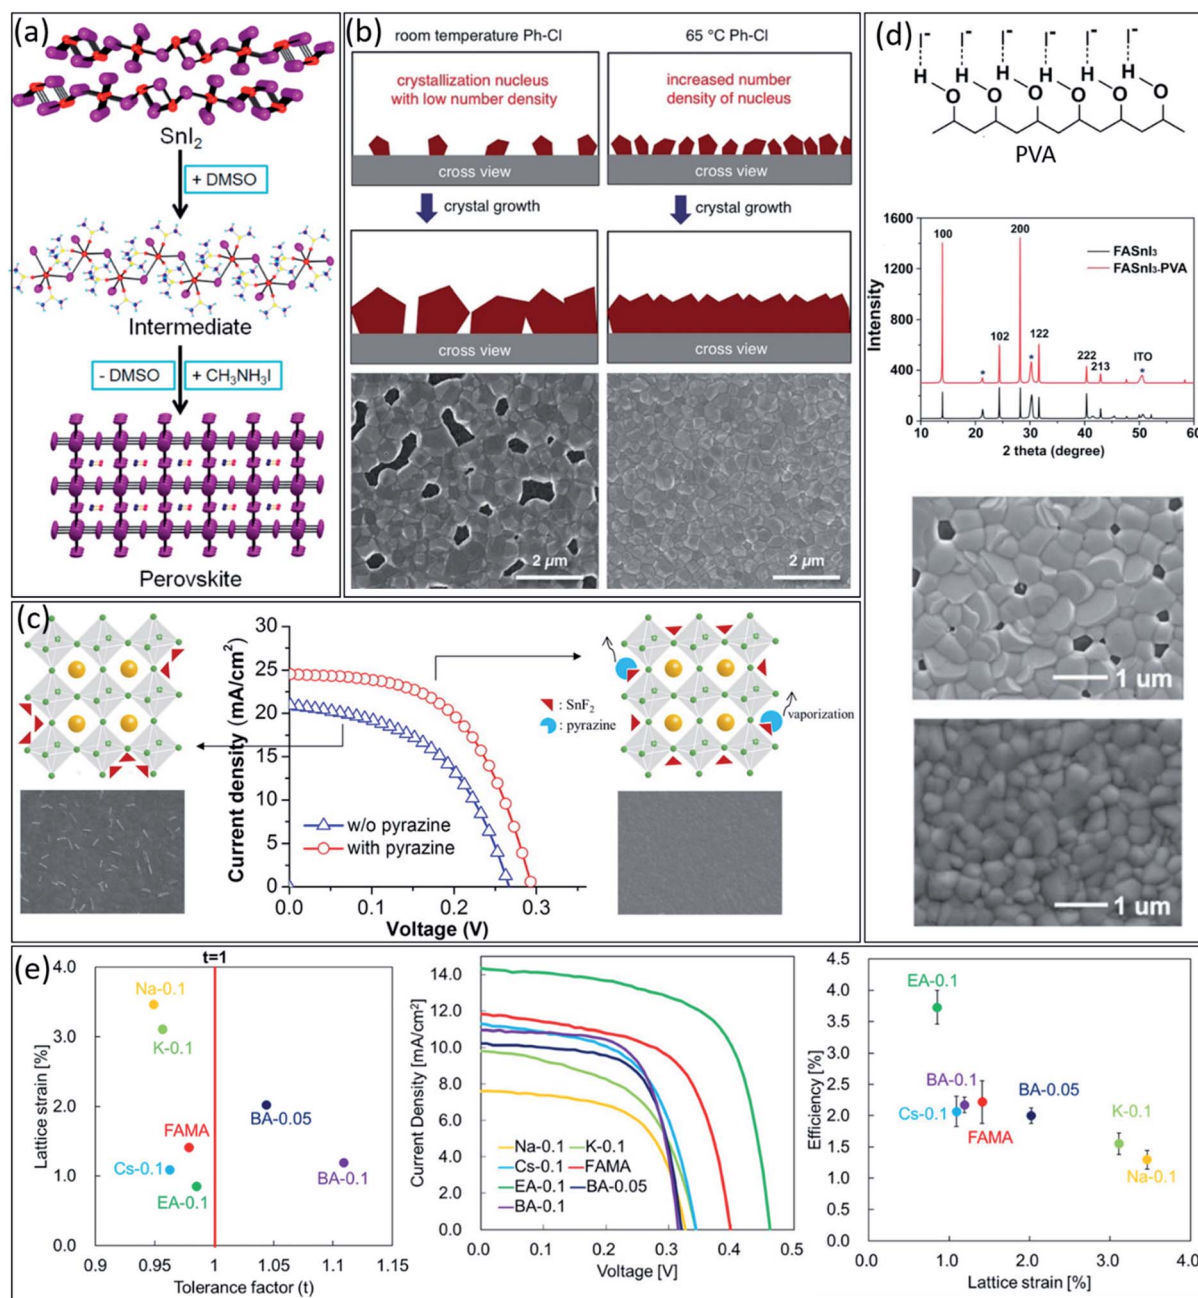 (a)
SnI2
+ DMSO
Intermediate
- DMSO
+ CH3NH3I
Perovskite
(b)
room temperature Ph-Cl
65 °C Ph-Cl
crystallization nucleus
with low number density
increased number
density of nucleus
cross view
cross view
crystal growth
crystal growth
cross view
cross view
2 µm
2 µm
(c)
30
25
20
15
10
5
0
Current density (mA/cm²)
w/o pyrazine
with pyrazine
0.0
0.1
0.2
0.3
Voltage (V)
: SnF2
: pyrazine
vaporization
(d)
I-
I-
I-
I-
I-
I-
H
H
H
H
H
H
O
O
O
O
O
O
PVA
1600
1200
800
400
0
Intensity
100
200
FASnI3
FASnI3-PVA
102
122
222
213
ITO
*
*
*
10
20
30
40
50
60
2 theta (degree)
1 um
1 um
(e)
t=1
4.0
3.0
2.0
1.0
0.0
Lattice strain [%]
Na-0.1
K-0.1
BA-0.05
FAMA
Cs-0.1
EA-0.1
BA-0.1
0.9
0.95
1
1.05
1.1
1.15
Tolerance factor (t)
14.0
12.0
10.0
8.0
6.0
4.0
2.0
0.0
Current Density [mA/cm²]
Na-0.1
K-0.1
Cs-0.1
FAMA
EA-0.1
BA-0.05
BA-0.1
0.0
0.1
0.2
0.3
0.4
0.5
Voltage [V]
4.5
4.0
3.5
3.0
2.5
2.0
1.5
1.0
0.5
0.0
Efficiency [%]
EA-0.1
BA-0.1
BA-0.05
Cs-0.1
FAMA
K-0.1
Na-0.1
0.0
1.0
2.0
3.0
4.0
Lattice strain [%]